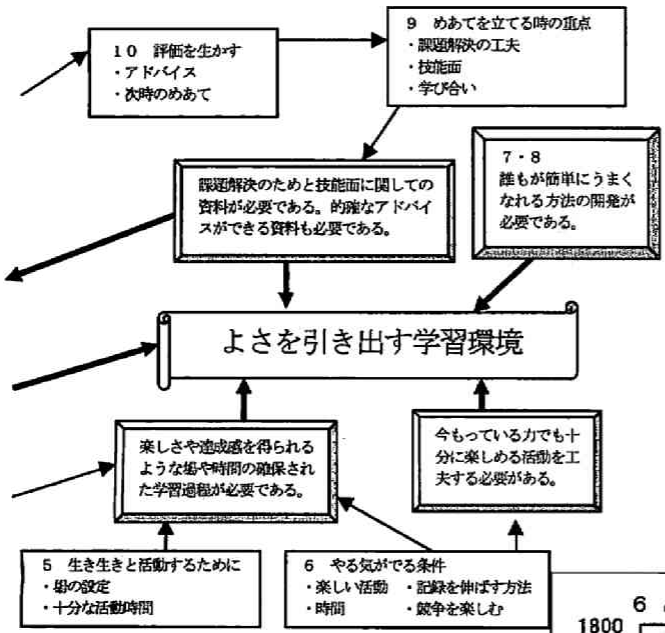 10 評価を生かす
・アドバイス
・次時のめあて
9 めあてを立てる時の重点
・課題解決の工夫
・技能面
・学び合い
課題解決のためと技能面に関しての
資料が必要である。的確なアドバイ
スができる資料も必要である。
7・8
誰もが簡単にうまく
なれる方法の開発が
必要である。
よさを引き出す学習環境
楽しさや達成感を得られる
ような場や時間の確保され
た学習過程が必要である。
今もっている力でも十
分に楽しめる活動を工
夫する必要がある。
5 生き生きと活動するために
・場の設定
・十分な活動時間
6 やる気がでる条件
・楽しい活動 ・記録を伸ばす方法
・時間 ・競争を楽しむ
6
1800